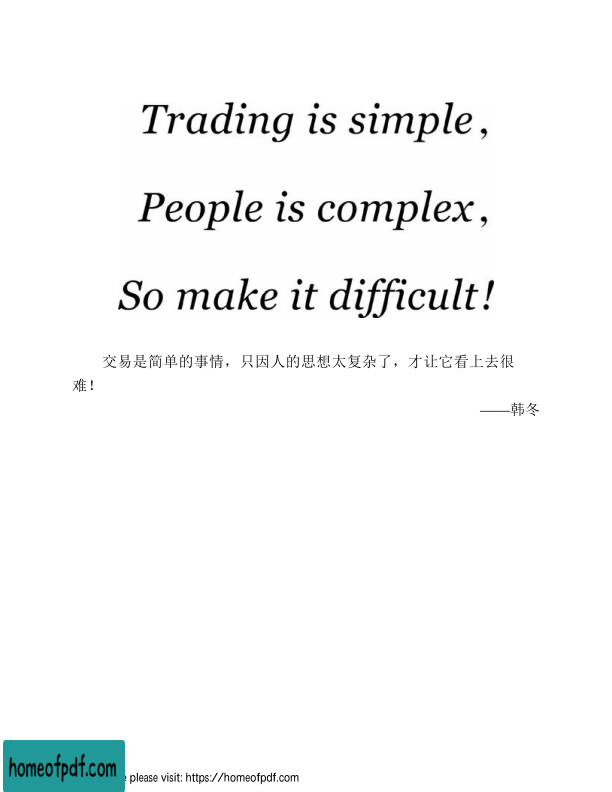 Trading is simple,
People is complex,
So make it difficult!
交易是简单的事情，只因人的思想太复杂了，才让它看上去很
难！
——韩冬
homeofpdf.com
please visit: https://homeofpdf.com